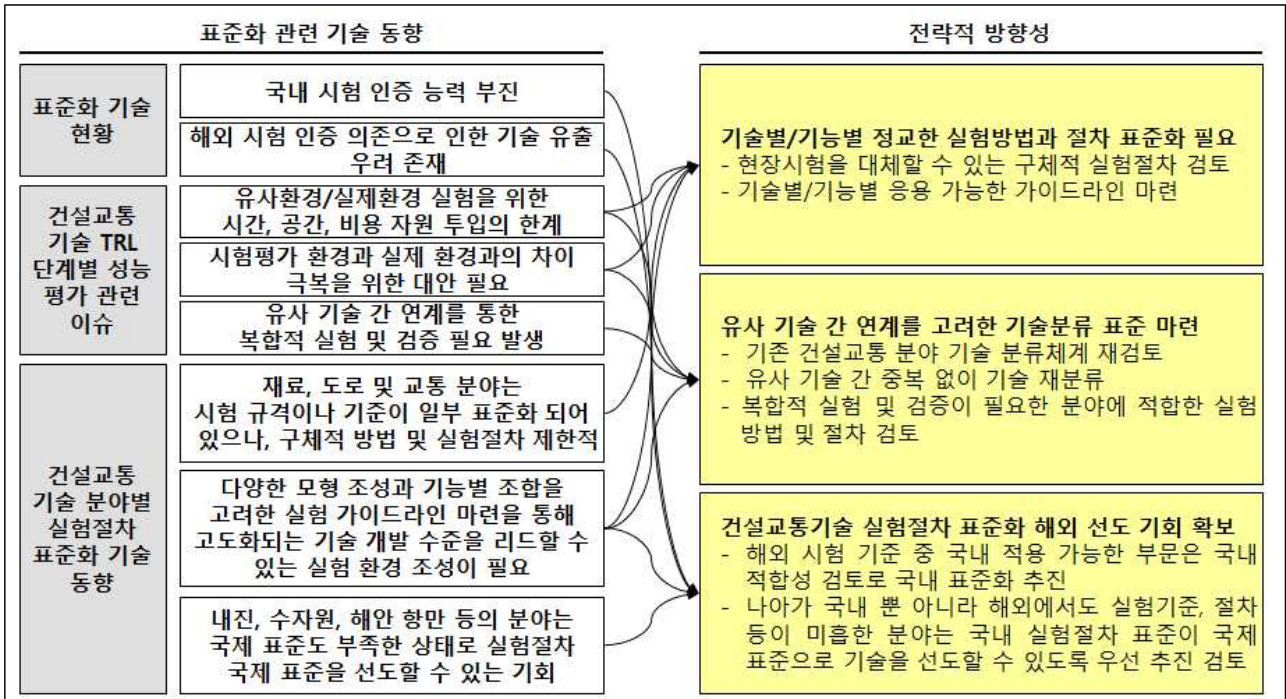 표준화 관련 기술 동향
전략적 방향성
표준화 기술
현황
국내 시험 인증 능력 부진
해외 시험 인증 의존으로 인한 기술 유출
우려 존재
건설교통
기술 TRL
단계별 성능
평가 관련
이슈
유사환경/실제환경 실험을 위한
시간, 공간, 비용 자원 투입의 한계
시험평가 환경과 실제 환경과의 차이
극복을 위한 대안 필요
유사 기술 간 연계를 통한
복합적 실험 및 검증 필요 발생
건설교통
기술 분야별
실험절차
표준화 기술
동향
재료, 도로 및 교통 분야는
시험 규격이나 기준이 일부 표준화 되어
있으나, 구체적 방법 및 실험절차 제한적
다양한 모형 조성과 기능별 조합을
고려한 실험 가이드라인 마련을 통해
고도화되는 기술 개발 수준을 리드할 수
있는 실험 환경 조성이 필요
내진, 수자원, 해안 항만 등의 분야는
국제 표준도 부족한 상태로 실험절차
국제 표준을 선도할 수 있는 기회
기술별/기능별 정교한 실험방법과 절차 표준화 필요
- 현장시험을 대체할 수 있는 구체적 실험절차 검토
- 기술별/기능별 응용 가능한 가이드라인 마련
유사 기술 간 연계를 고려한 기술분류 표준 마련
- 기존 건설교통 분야 기술 분류체계 재검토
- 유사 기술 간 중복 없이 기술 재분류
- 복합적 실험 및 검증이 필요한 분야에 적합한 실험
방법 및 절차 검토
건설교통기술 실험절차 표준화 해외 선도 기회 확보
- 해외 시험 기준 중 국내 적용 가능한 부문은 국내
적합성 검토로 국내 표준화 추진
- 나아가 국내 뿐 아니라 해외에서도 실험기준, 절차
등이 미흡한 분야는 국내 실험절차 표준이 국제
표준으로 기술을 선도할 수 있도록 우선 추진 검토